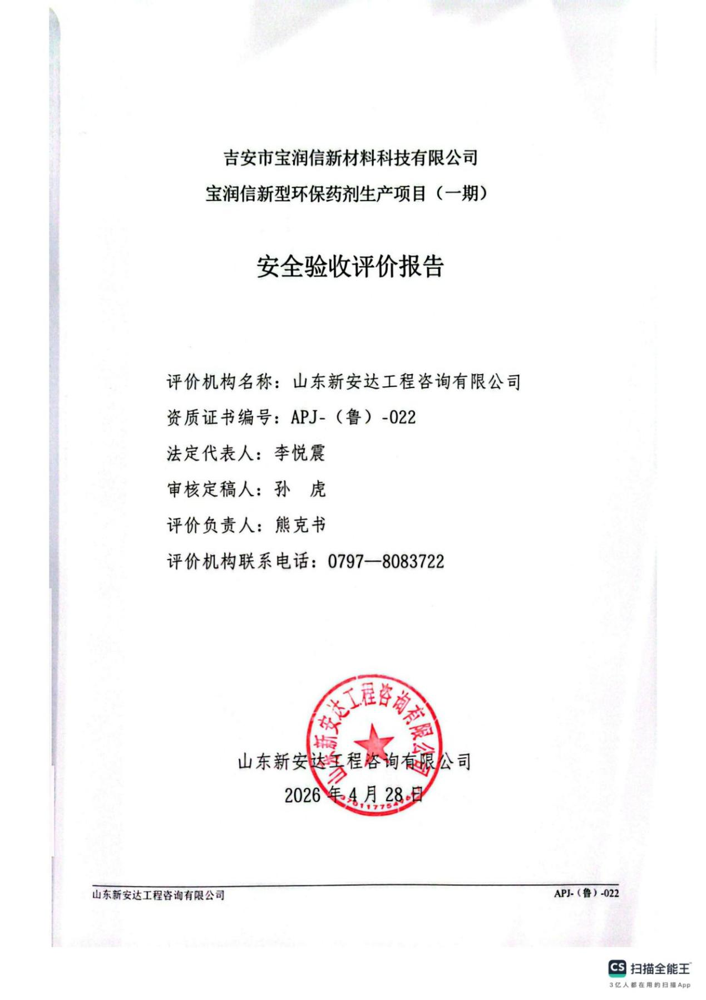 吉安市宝润信新材料科技有限公司
宝润信新型环保药剂生产项目（一期）
安全验收评价报告
评价机构名称：山东新安达工程咨询有限公司
资质证书编号：APJ-（鲁）-022
法定代表人：李悦震
审核定稿人：孙　虎
评价负责人：熊克书
评价机构联系电话：0797—8083722
山东新安达工程咨询有限公司
山东新安达工程咨询有限公司
2026 年 4 月 28 日
山东新安达工程咨询有限公司
APJ-（鲁）-022
CS 扫描全能王
3亿人都在用的扫描App